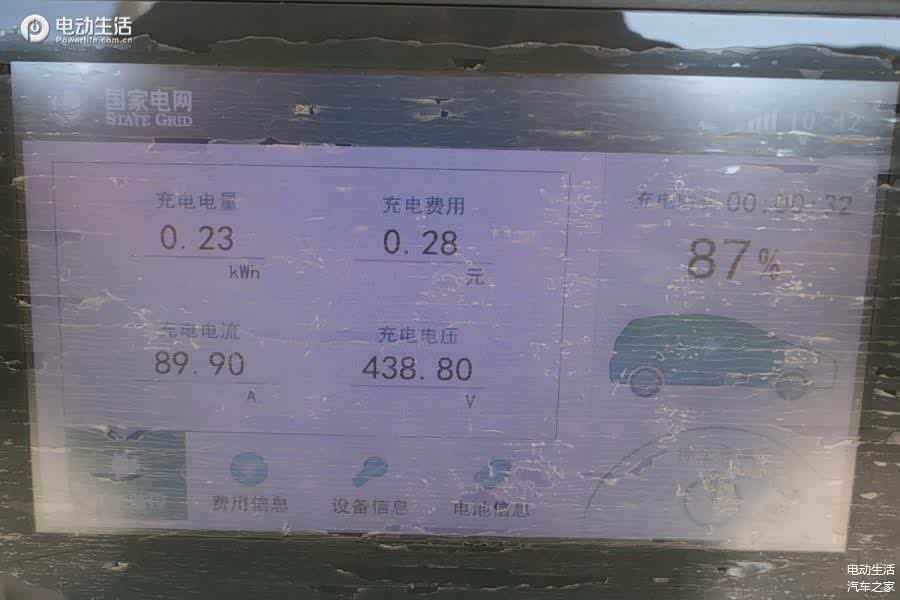 电动生活
Powerlife.com.cn
国家电网
STATE GRID
充电电量
0.23
kWh
充电费用
0.28
元
充电 00:00:32
87%
充电电流
89.90
A
充电电压
438.80
V
费用信息
设备信息
电池信息
电动生活
汽车之家